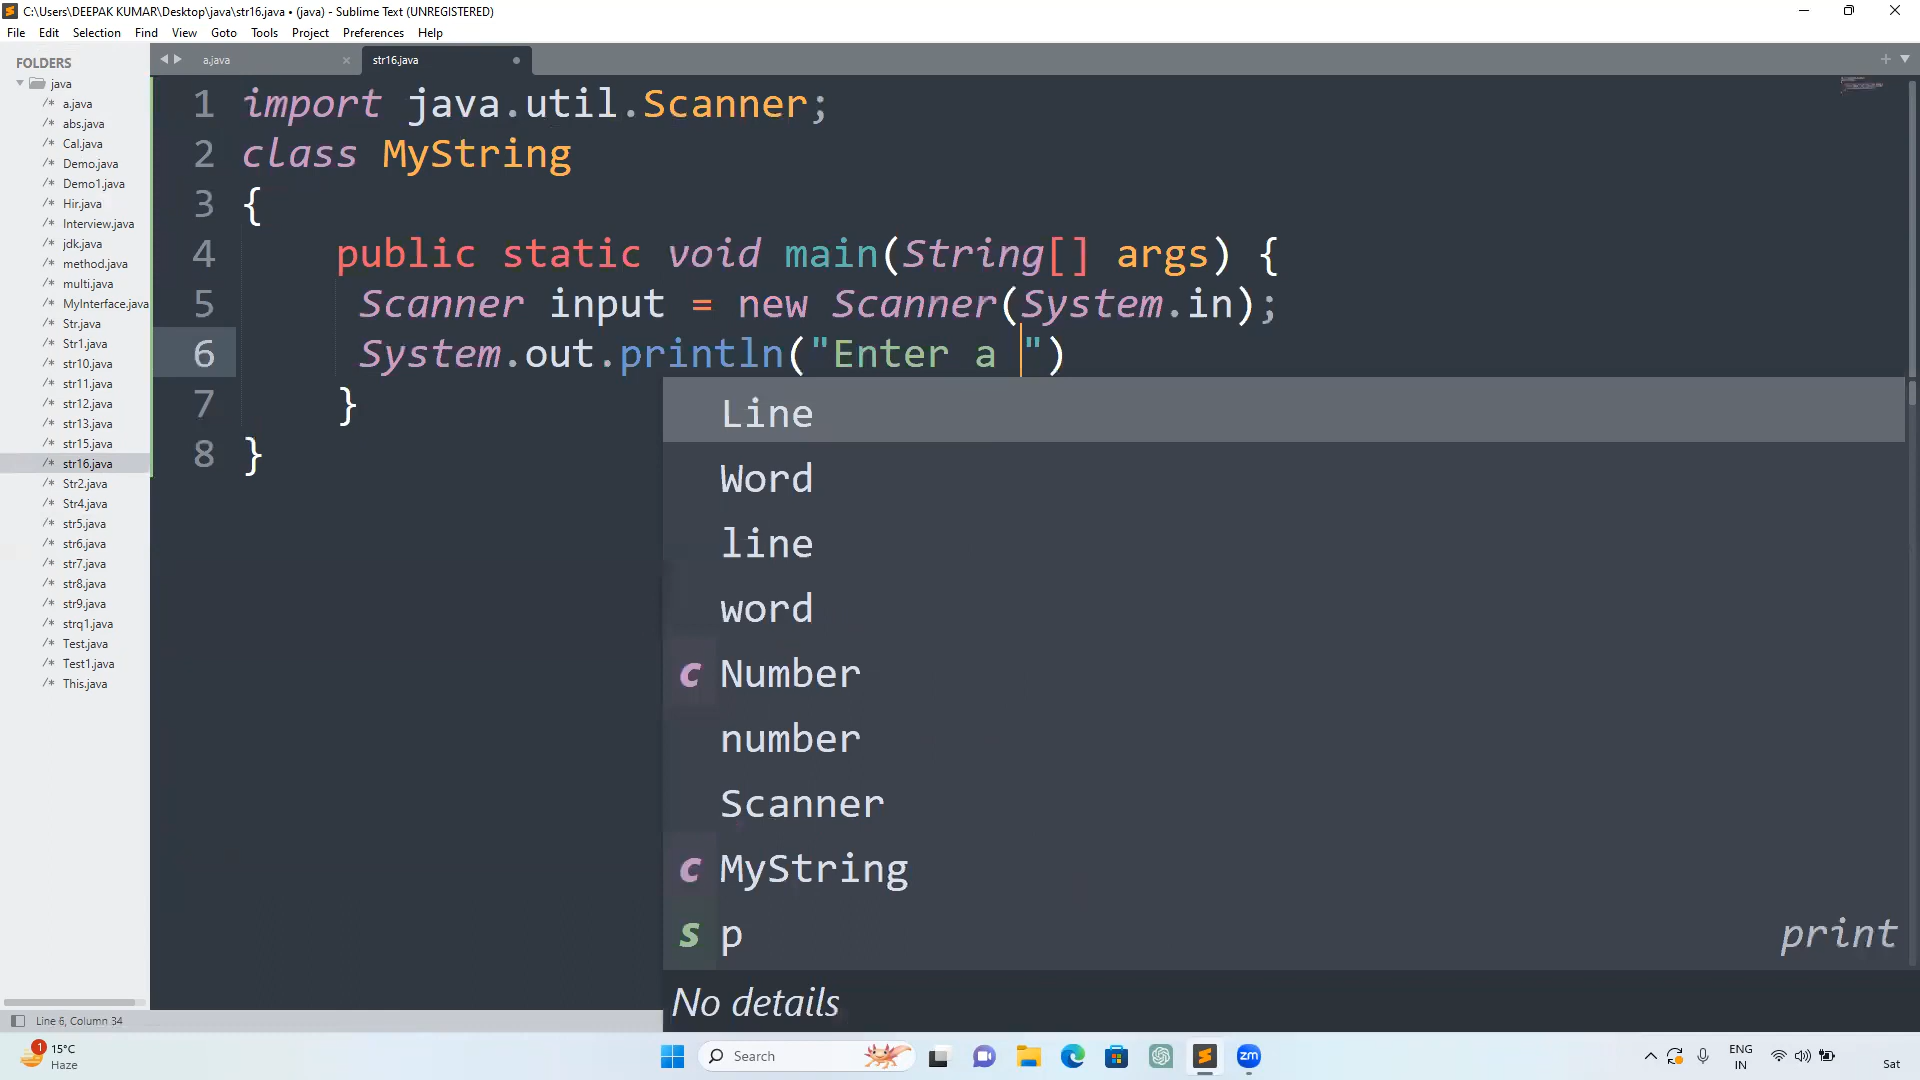 C:\Users\DEEPAK KUMAR\Desktop\java\str16.java • (java) - Sublime Text (UNREGISTERED)
File Edit Selection Find View Goto Tools Project Preferences Help
FOLDERS
java
/* a.java
/* abs.java
/* Cal.java
/* Demo.java
/* Demo1.java
/* Hir.java
/* Interview.java
/* jdk.java
/* method.java
/* multi.java
/* MyInterface.java
/* Str.java
/* Str1.java
/* str10.java
/* str11.java
/* str12.java
/* str13.java
/* str15.java
/* str16.java
/* Str2.java
/* Str4.java
/* str5.java
/* str6.java
/* str7.java
/* str8.java
/* str9.java
/* strq1.java
/* Test.java
/* Test1.java
/* This.java
a.java
str16.java
1 import java.util.Scanner;
2 class MyString
3 {
4 public static void main(String[] args) {
5 Scanner input = new Scanner(System.in);
6 System.out.println("Enter a ")
7 }
8 }
Line
Word
line
word
c Number
number
Scanner
c MyString
s p print
No details
Line 6, Column 34
1
15°C
Haze
Search
zm
ENG
IN
Sat